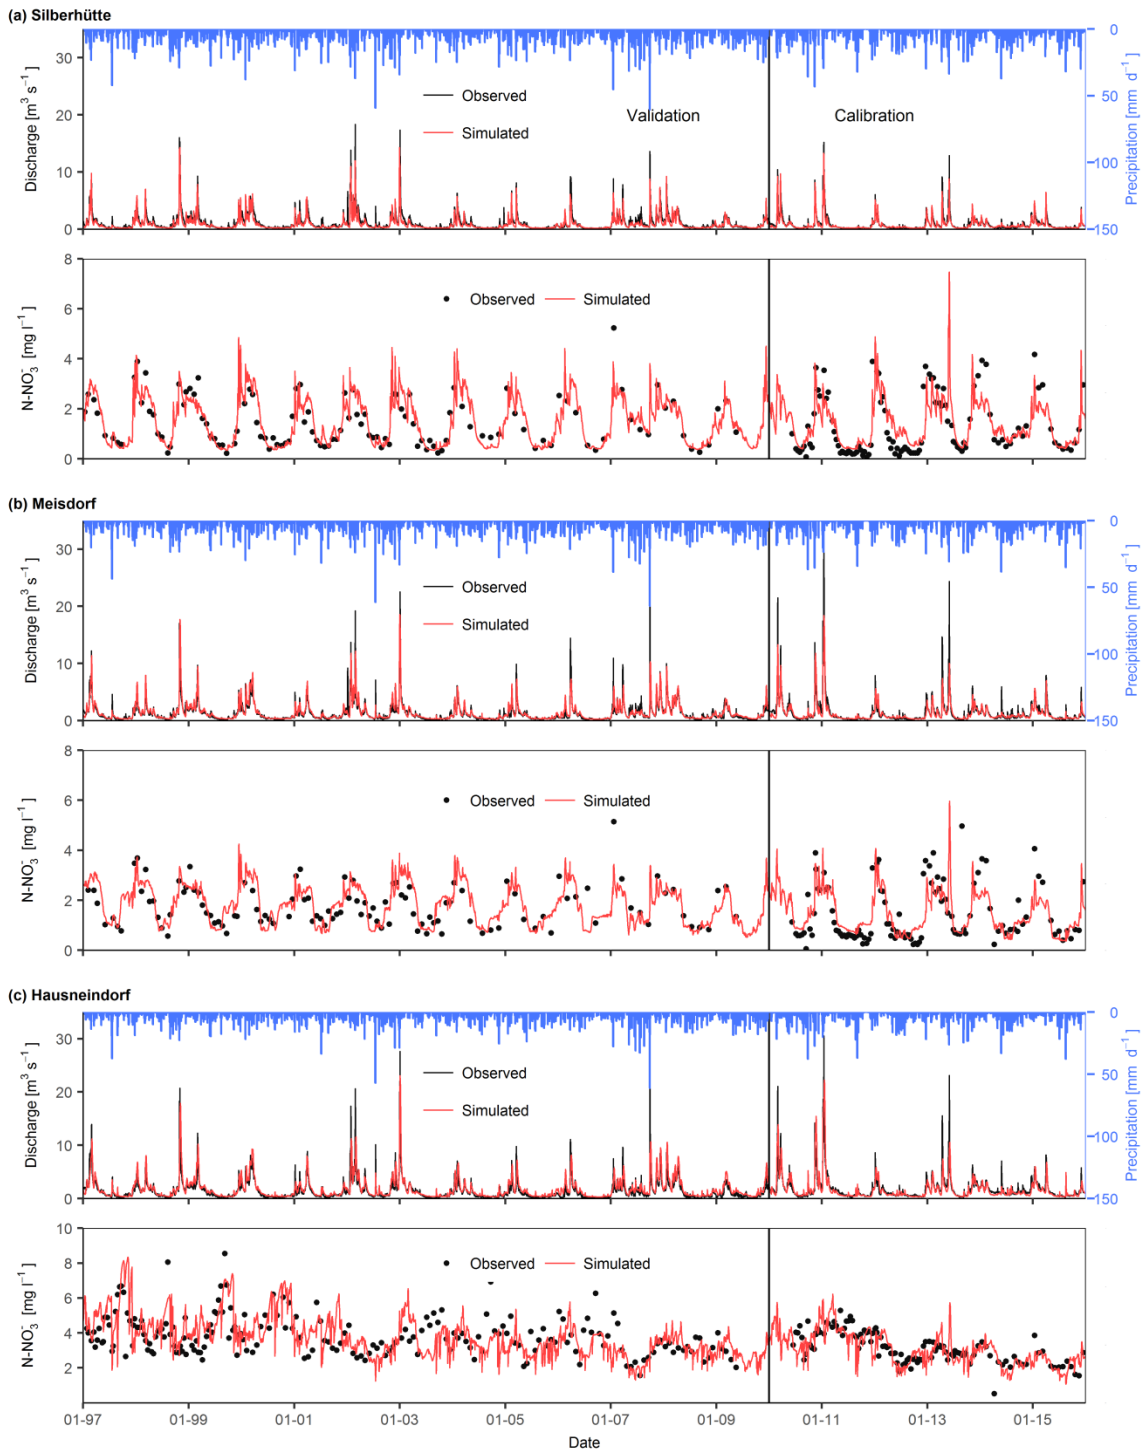 (a) Silberhütte
Discharge [m³ s⁻¹]
0
10
20
30
Observed
Simulated
Validation
Calibration
0
50
100
150
Precipitation [mm d⁻¹]
N-NO₃⁻ [mg l⁻¹]
0
2
4
6
8
Observed
Simulated
(b) Meisdorf
Discharge [m³ s⁻¹]
0
10
20
30
Observed
Simulated
0
50
100
150
Precipitation [mm d⁻¹]
N-NO₃⁻ [mg l⁻¹]
0
2
4
6
8
Observed
Simulated
(c) Hausneindorf
Discharge [m³ s⁻¹]
0
10
20
30
Observed
Simulated
0
50
100
150
Precipitation [mm d⁻¹]
N-NO₃⁻ [mg l⁻¹]
2
4
6
8
10
Observed
Simulated
01-97 01-99 01-01 01-03 01-05 01-07 01-09 01-11 01-13 01-15
Date